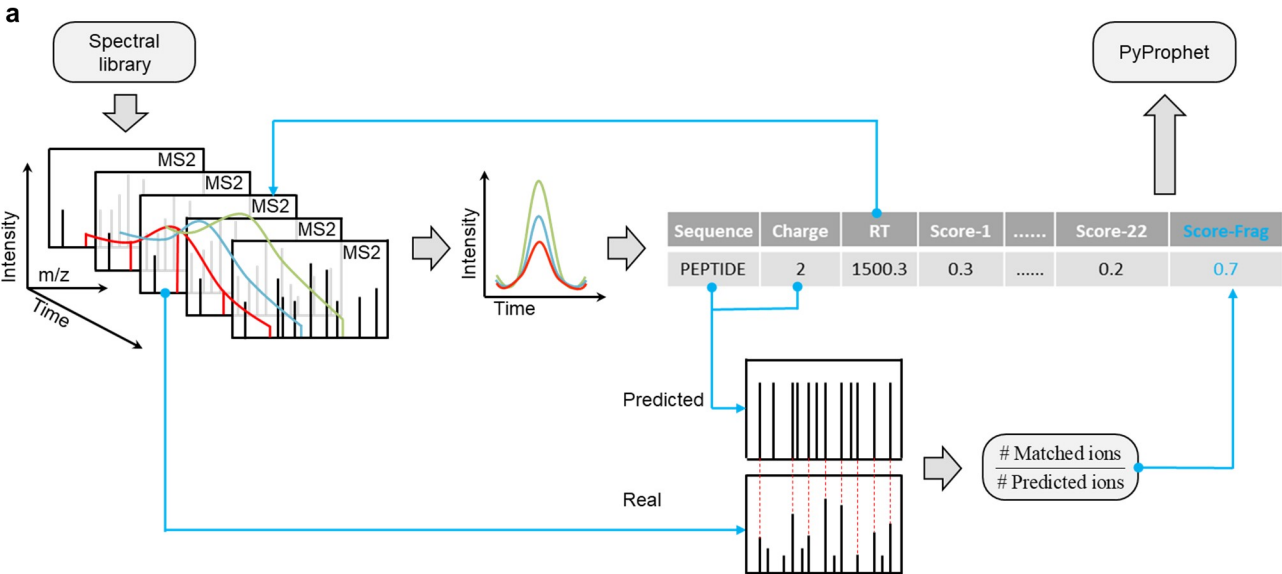 a
Spectral
library
PyProphet
MS2
MS2
MS2
MS2
MS2
Intensity
m/z
Time
Intensity
Time
Sequence Charge RT Score-1 ...... Score-22 Score-Frag
PEPTIDE 2 1500.3 0.3 ...... 0.2 0.7
Predicted
# Matched ions
# Predicted ions
Real